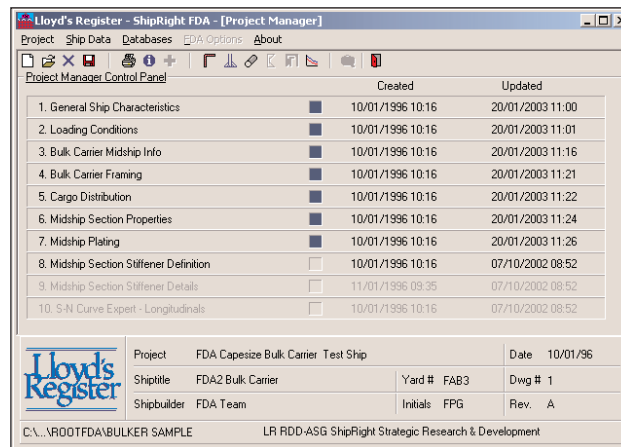 Lloyd's Register - ShipRight FDA - [Project Manager]
Project Ship Data Databases FDA Options About
Project Manager Control Panel
Created Updated
1. General Ship Characteristics 10/01/1996 10:16 20/01/2003 11:00
2. Loading Conditions 10/01/1996 10:16 20/01/2003 11:01
3. Bulk Carrier Midship Info 10/01/1996 10:16 20/01/2003 11:16
4. Bulk Carrier Framing 10/01/1996 10:16 20/01/2003 11:21
5. Cargo Distribution 10/01/1996 10:16 20/01/2003 11:22
6. Midship Section Properties 10/01/1996 10:16 20/01/2003 11:24
7. Midship Plating 10/01/1996 10:16 20/01/2003 11:26
8. Midship Section Stiffener Definition 10/01/1996 10:16 07/10/2002 08:52
9. Midship Section Stiffener Details 11/01/1996 09:35 07/10/2002 08:52
10. S-N Curve Expert - Longitudinals 10/01/1996 10:16 07/10/2002 08:52
Lloyd's
Register
Project FDA Capesize Bulk Carrier Test Ship Date 10/01/96
Shiptitle FDA2 Bulk Carrier Yard # FAB3 Dwg # 1
Shipbuilder FDA Team Initials FPG Rev. A
C:\...\ROOTFDA\BULKER SAMPLE LR RDD-ASG ShipRight Strategic Research & Development